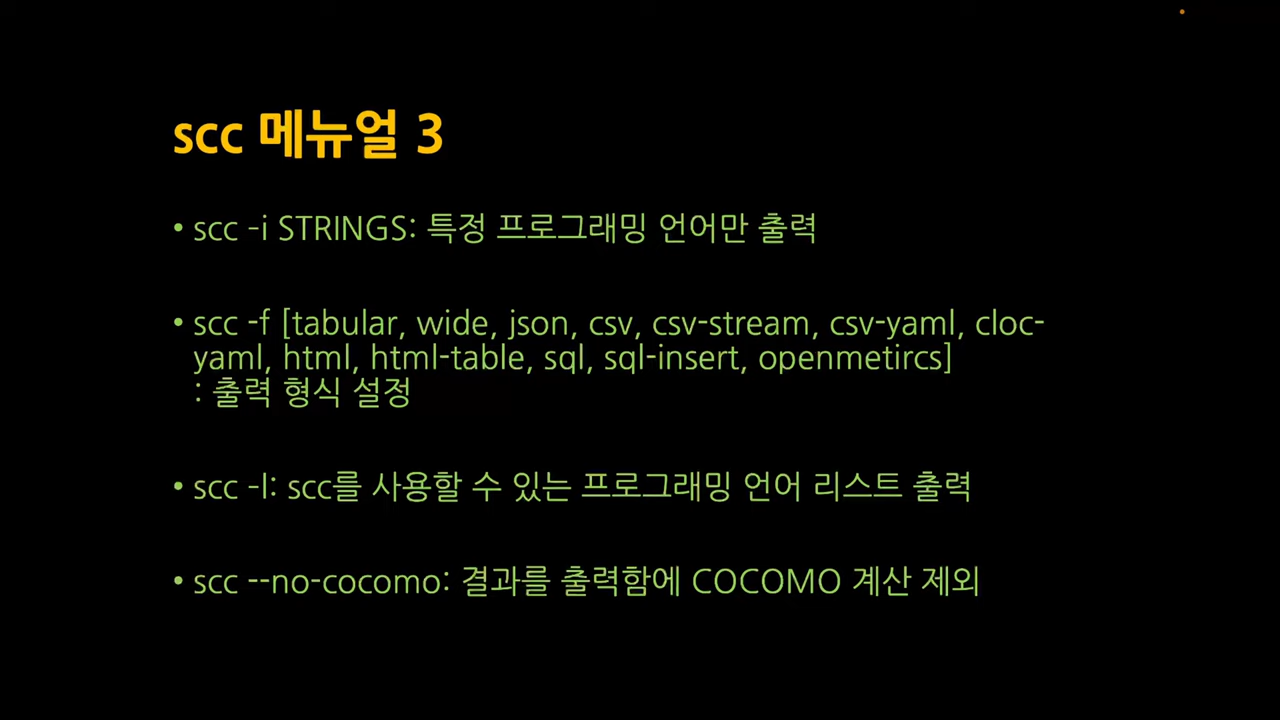 scc 메뉴얼 3
• scc –i STRINGS: 특정 프로그래밍 언어만 출력
• scc -f [tabular, wide, json, csv, csv-stream, csv-yaml, cloc-
yaml, html, html-table, sql, sql-insert, openmetircs]
: 출력 형식 설정
• scc –l: scc를 사용할 수 있는 프로그래밍 언어 리스트 출력
• scc --no-cocomo: 결과를 출력함에 COCOMO 계산 제외